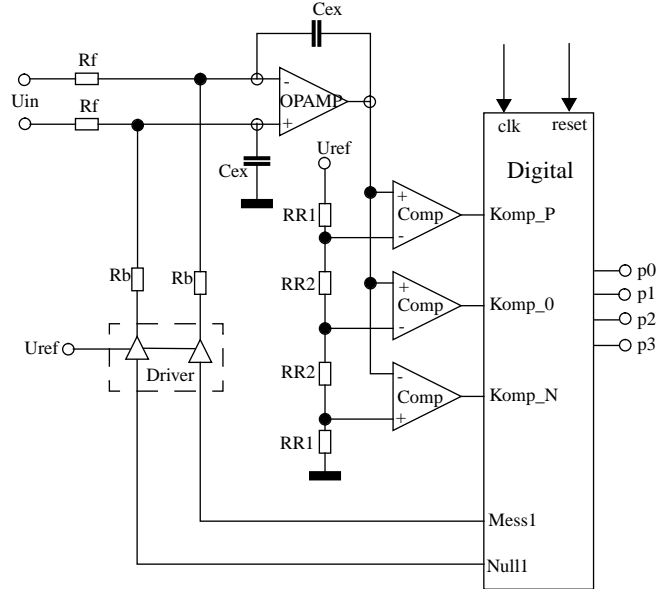 Cex
Rf
-
OPAMP
Uin
Rf
+
clk
reset
Cex
Uref
Digital
RR1
+
Comp
-
Komp_P
Rb
Rb
RR2
+
Comp
-
Komp_0
p0
p1
p2
p3
Uref
Driver
RR2
-
Comp
+
Komp_N
RR1
Mess1
Null1